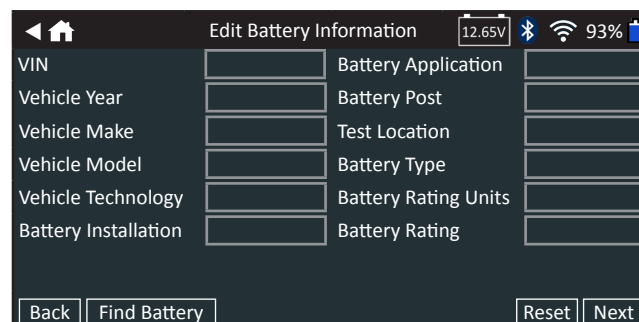 Edit Battery Information 12.65V 93%
VIN Battery Application
Vehicle Year Battery Post
Vehicle Make Test Location
Vehicle Model Battery Type
Vehicle Technology Battery Rating Units
Battery Installation Battery Rating
Back Find Battery Reset Next